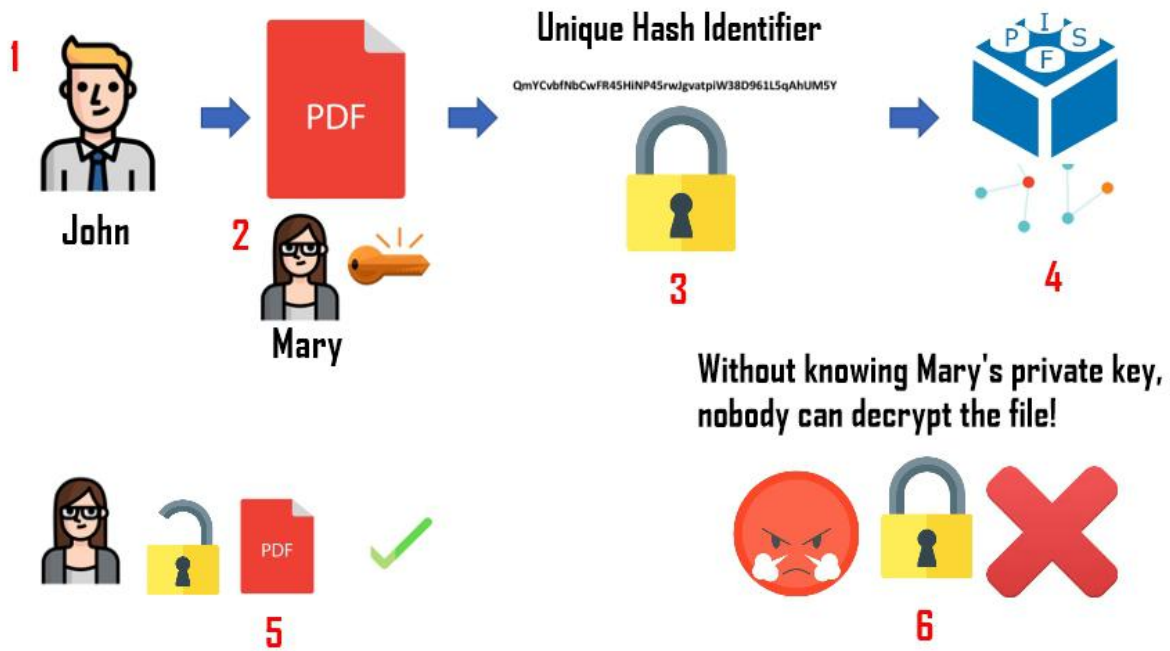 1
PDF
Unique Hash Identifier
QmYCvbfNbCwFR45HiNP45rwJgvatpiW38D961L5qAhUM5Y
P I S F
John
2
Mary
3
4
Without knowing Mary's private key,
nobody can decrypt the file!
PDF
5
6